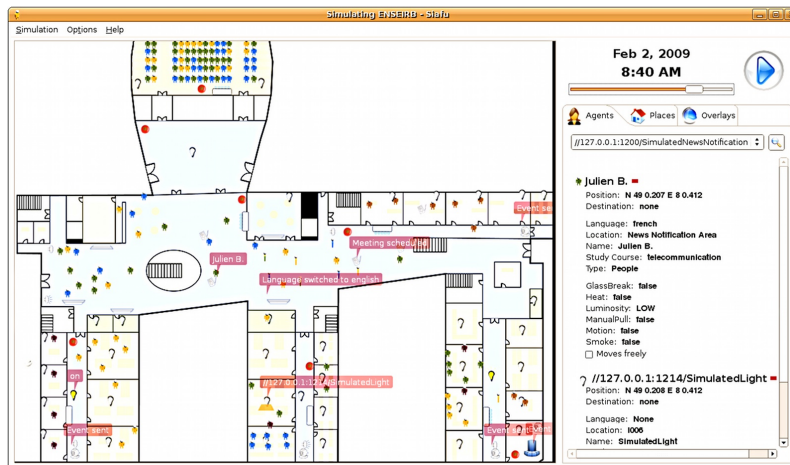 Simulating ENSEIRB - Siafu
Simulation Options Help
Feb 2, 2009
8:40 AM
Agents Places Overlays
//127.0.0.1:1200/SimulatedNewsNotification
Julien B.
Position: N 49 0.207 E 8 0.412
Destination: none
Language: french
Location: News Notification Area
Name: Julien B.
Study Course: telecommunication
Type: People
GlassBreak: false
Heat: false
Luminosity: LOW
ManualPull: false
Motion: false
Smoke: false
Moves freely
//127.0.0.1:1214/SimulatedLight
Position: N 49 0.208 E 8 0.412
Destination: none
Language: None
Location: I006
Name: SimulatedLight
Event se
Meeting scheduled
Julien B.
Language switched to english
//127.0.0.1:1214/SimulatedLight
on
Event sent
Event sent
Event